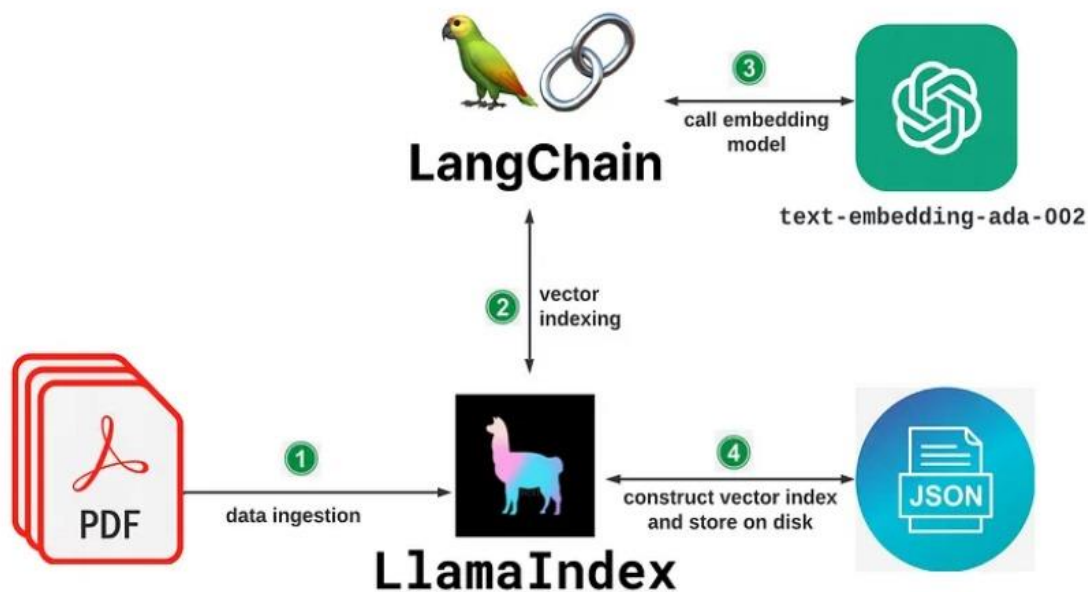 3
call embedding
model
LangChain
text-embedding-ada-002
2
vector
indexing
1
data ingestion
PDF
4
construct vector index
and store on disk
JSON
LlamaIndex